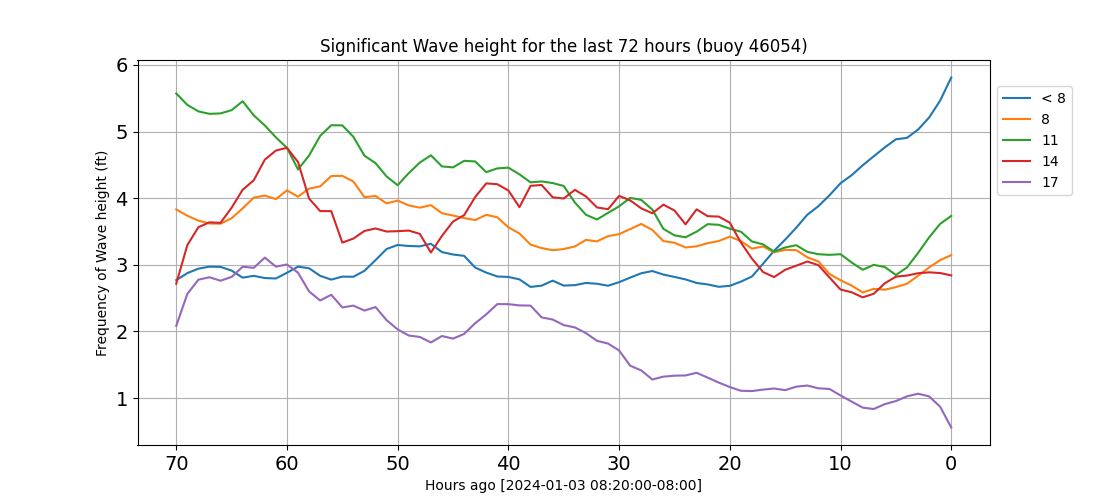 Significant Wave height for the last 72 hours (buoy 46054)
Frequency of Wave height (ft)
6
5
4
3
2
1
70 60 50 40 30 20 10 0
Hours ago [2024-01-03 08:20:00-08:00]
< 8
8
11
14
17